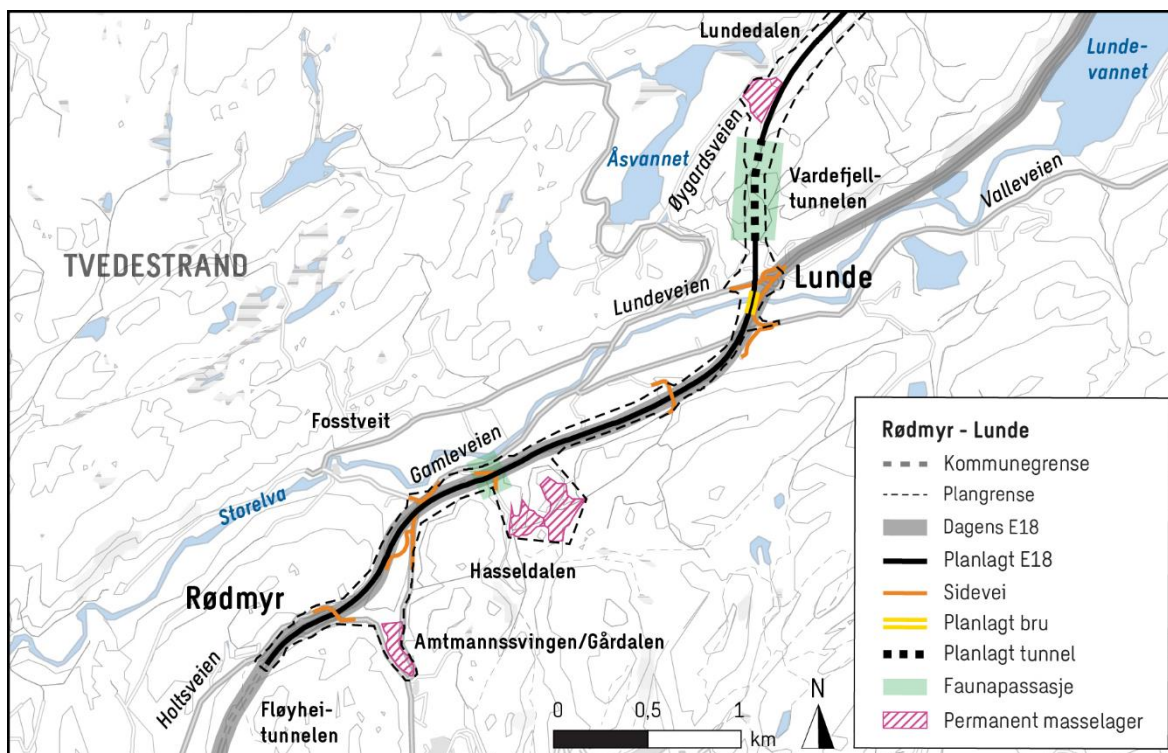 Lundedalen
Lunde-
vannet
Åsvannet
Øygardsveien
Vardefjell-
tunnelen
Valleveien
TVEDESTRAND
Lundeveien
Lunde
Fosstveit
Gamleveien
Storelva
Hasseldalen
Rødmyr
Amtmannssvingen/Gårdalen
Holtsveien
Fløyhei-
tunnelen
0 0,5 1
km
N
Rødmyr - Lunde
Kommunegrense
Plangrense
Dagens E18
Planlagt E18
Sidevei
Planlagt bru
Planlagt tunnel
Faunapassasje
Permanent masselager